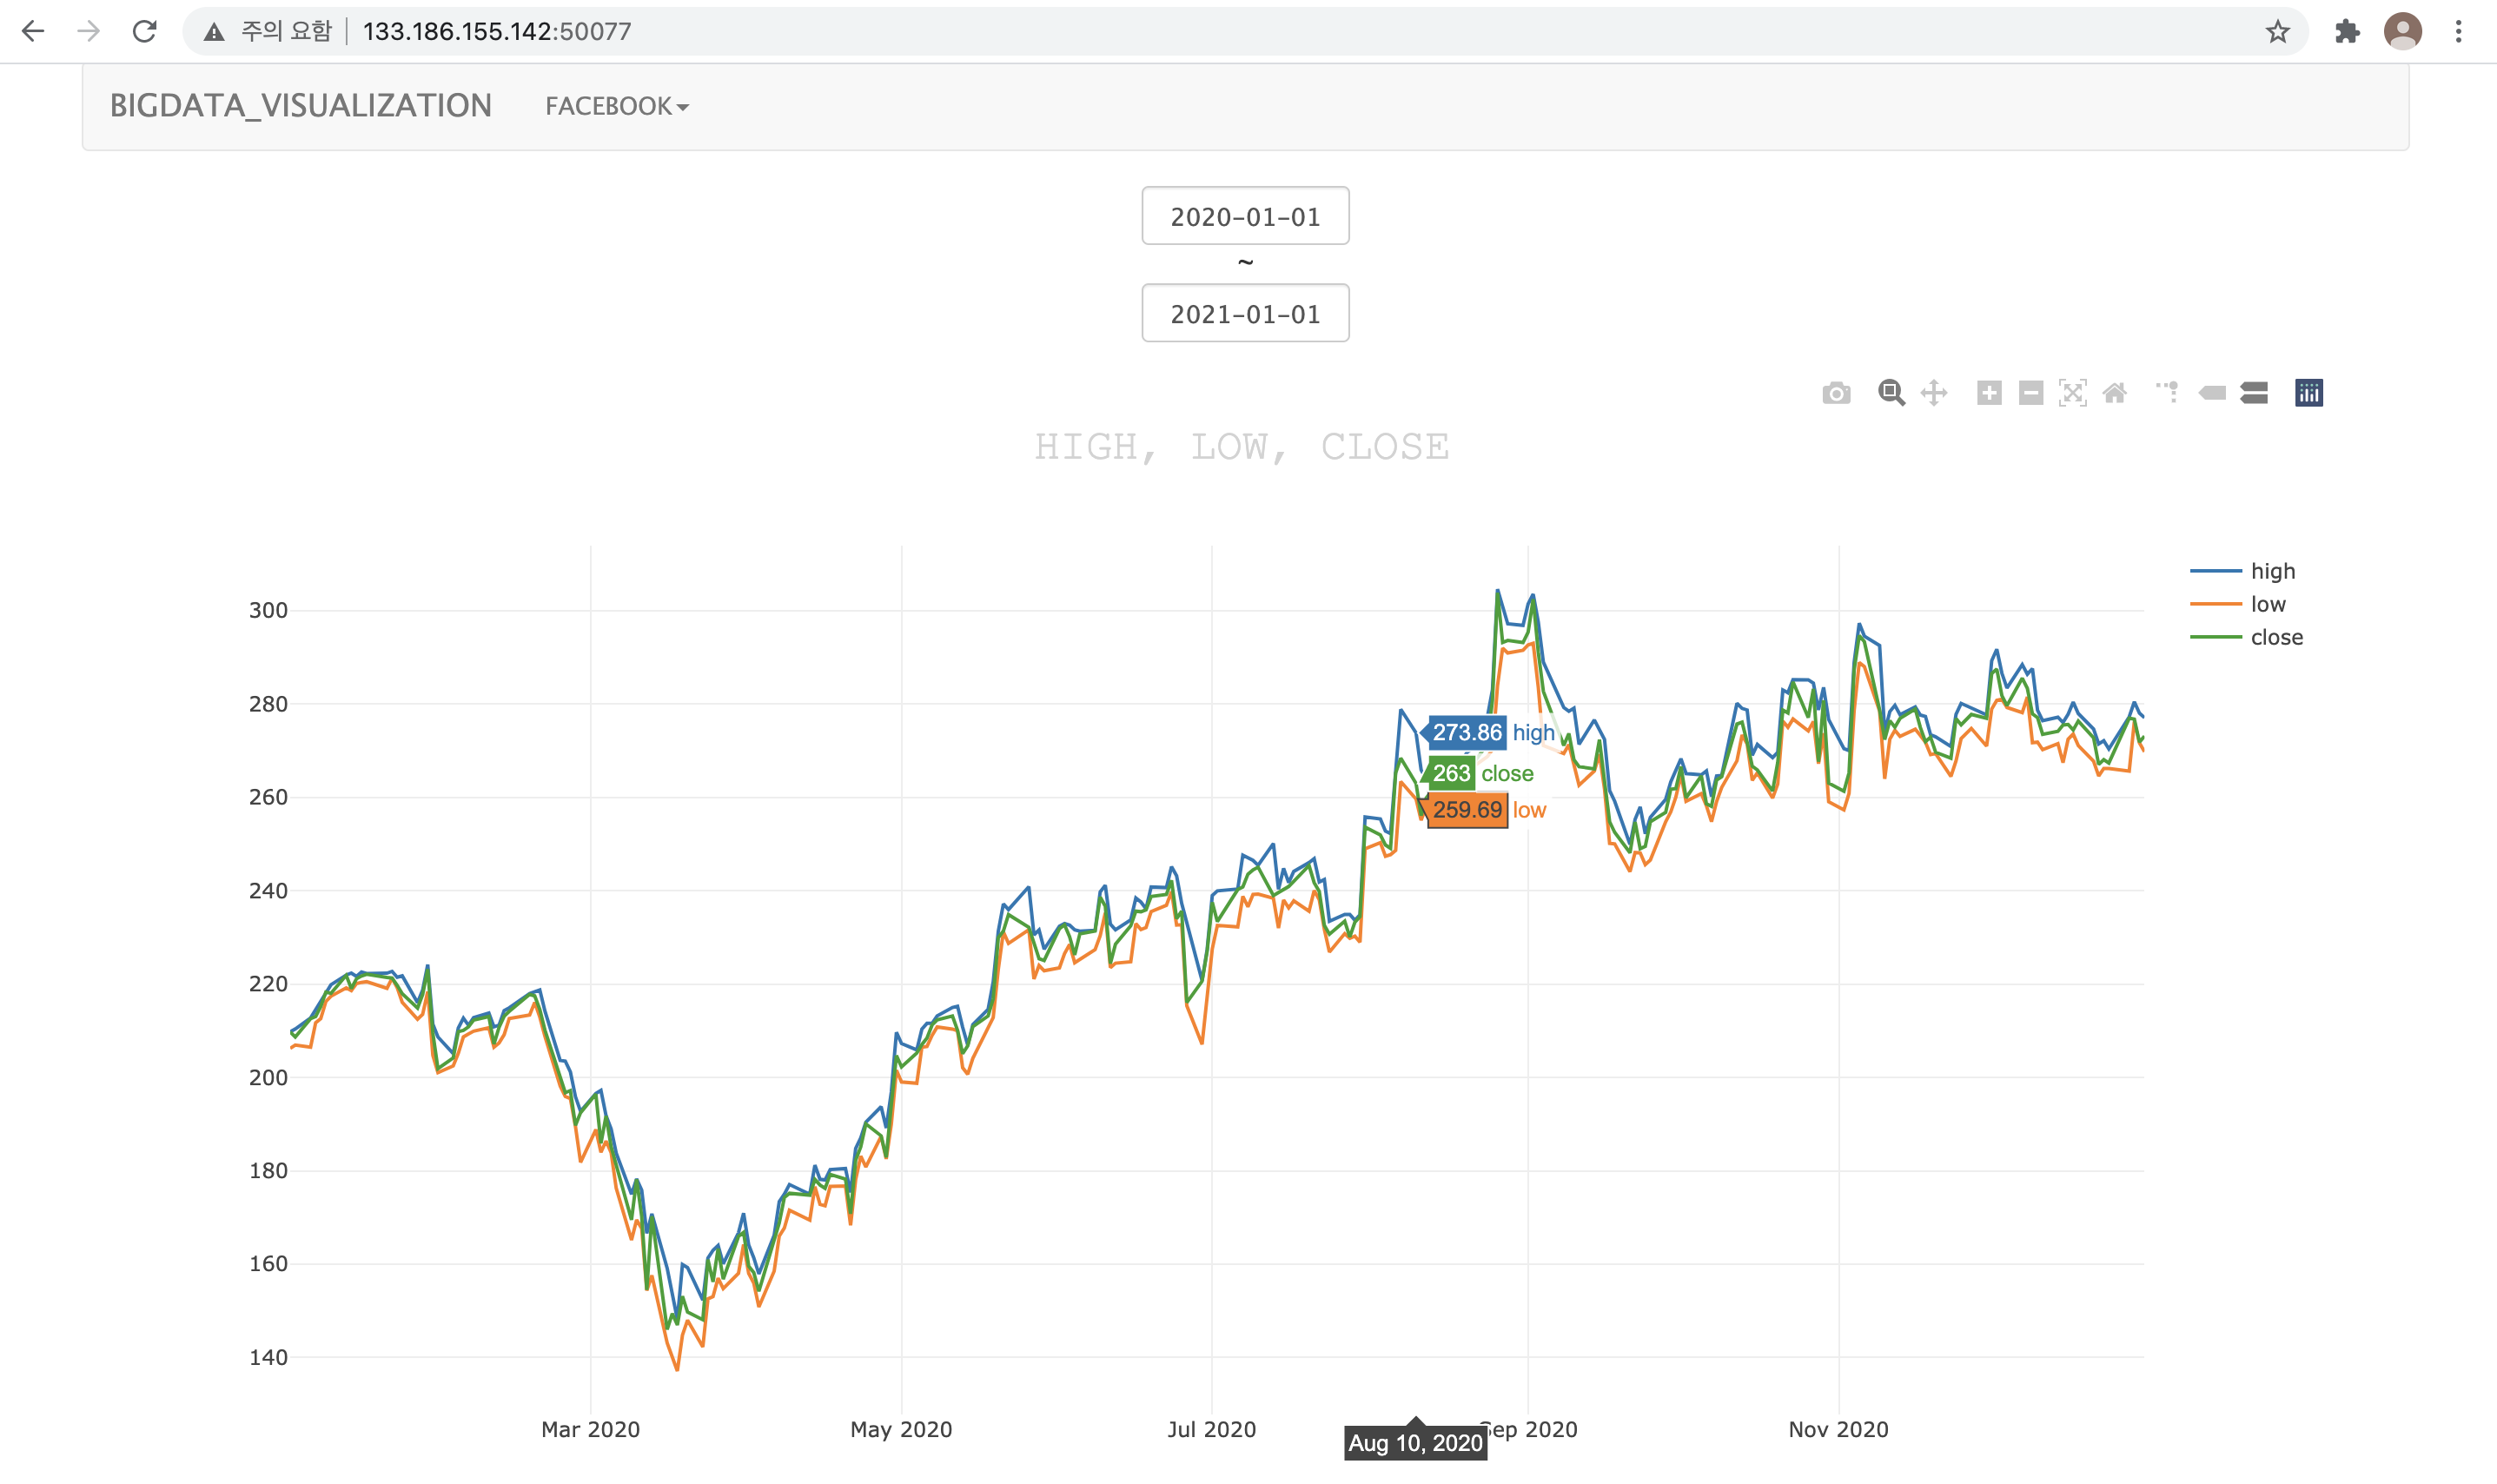 주의 요함 133.186.155.142:50077
BIGDATA_VISUALIZATION FACEBOOK
2020-01-01
~
2021-01-01
HIGH, LOW, CLOSE
high
low
close
300
280
260
240
220
200
180
160
140
273.86 high
263 close
259.69 low
Mar 2020 May 2020 Jul 2020 Sep 2020 Nov 2020
Aug 10, 2020